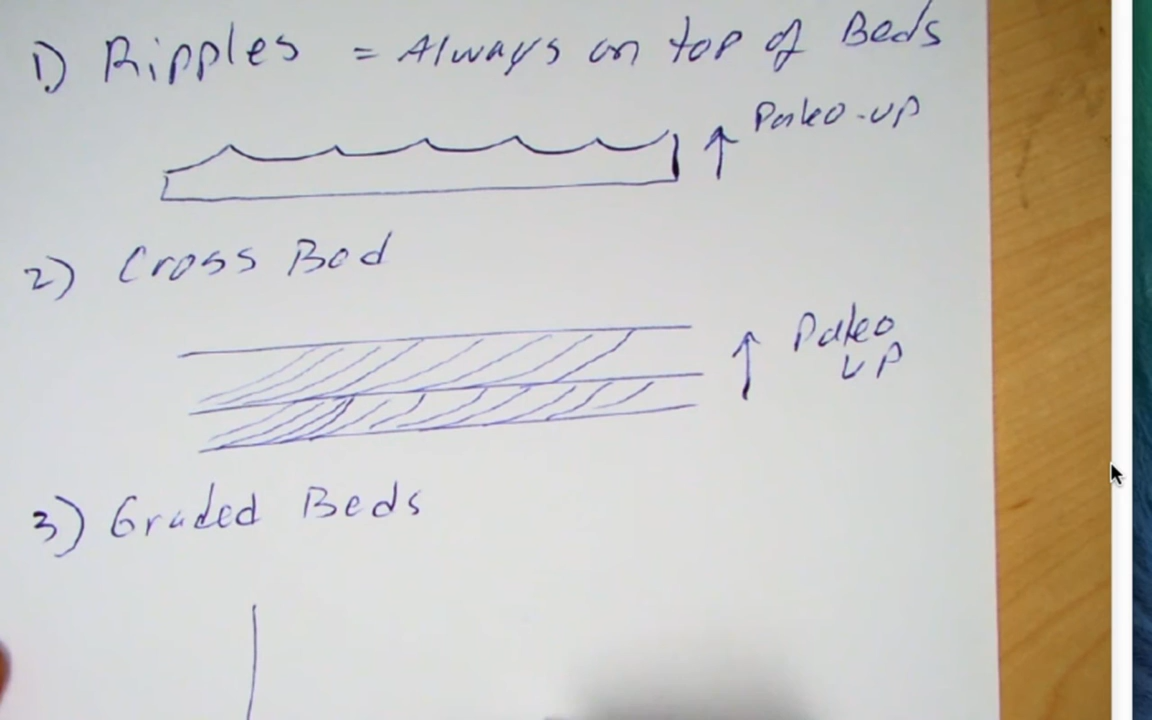 1) Ripples = Always on top of Beds
Paleo-up
2) Cross Bed
Paleo
up
3) Graded Beds